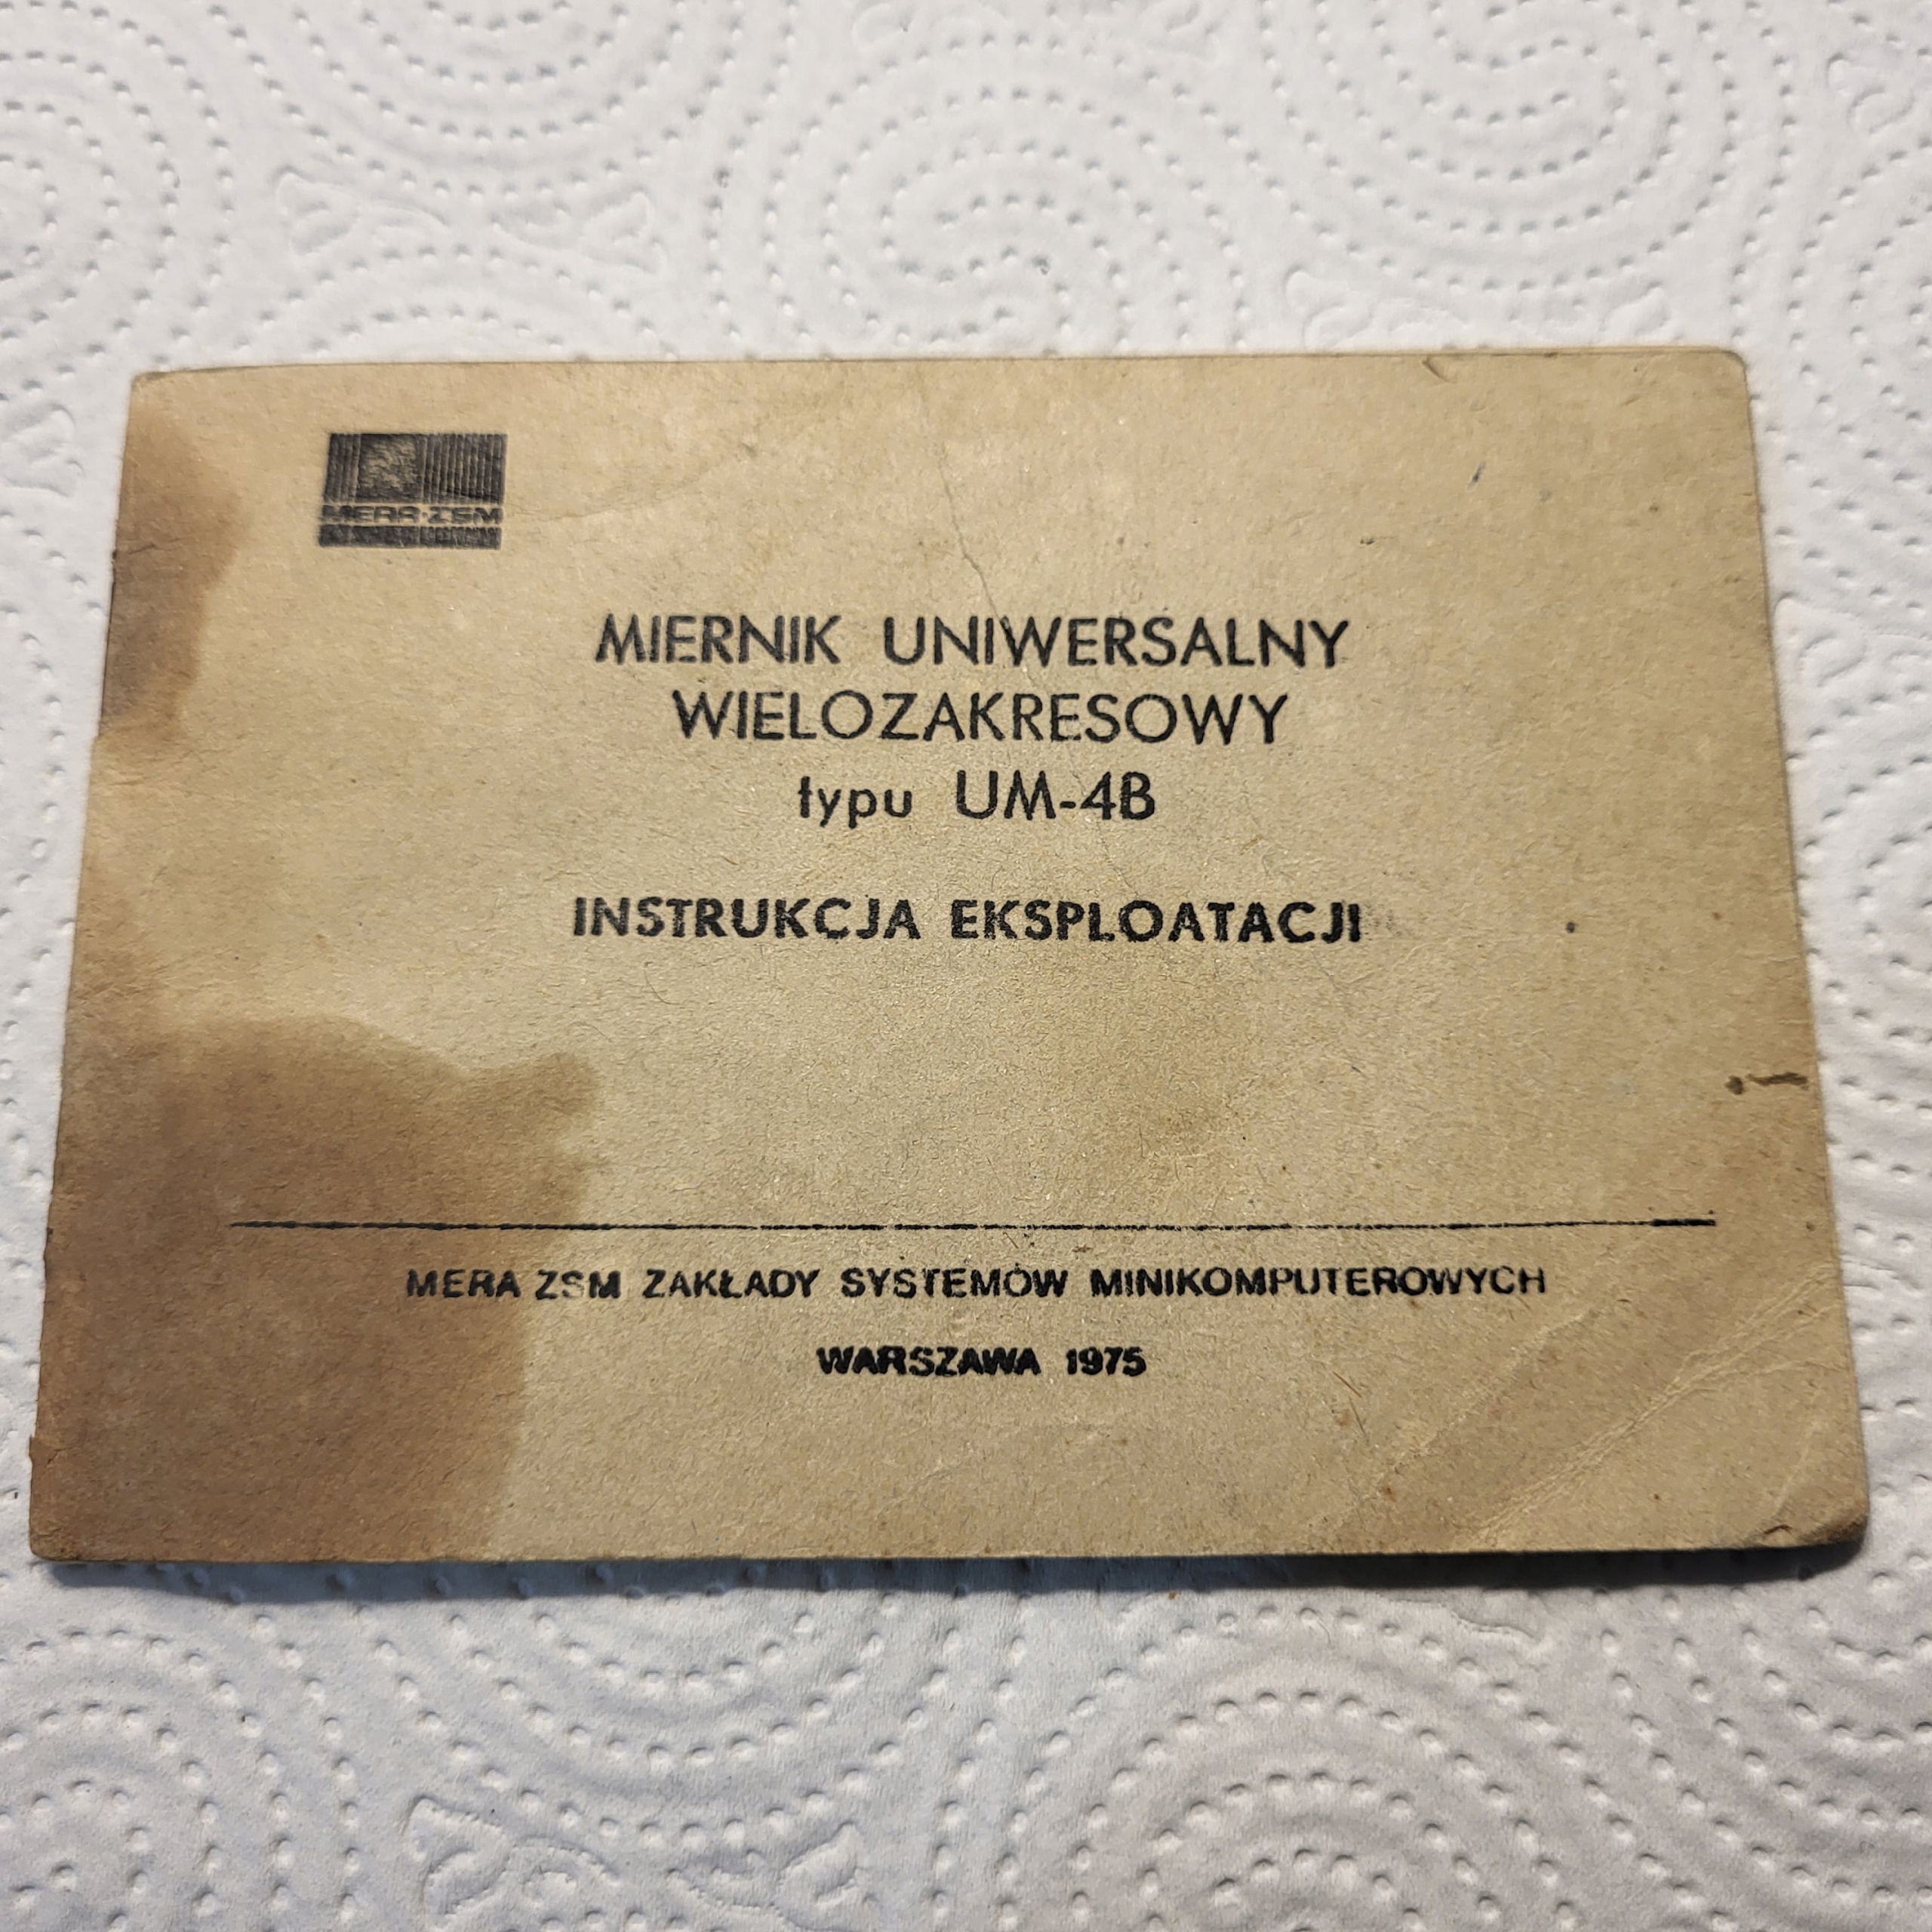 MERA-ZSM
MIERNIK UNIWERSALNY
WIELOZAKRESOWY
typu UM-4B
INSTRUKCJA EKSPLOATACJI
MERA ZSM ZAKŁADY SYSTEMÓW MINIKOMPUTEROWYCH
WARSZAWA 1975